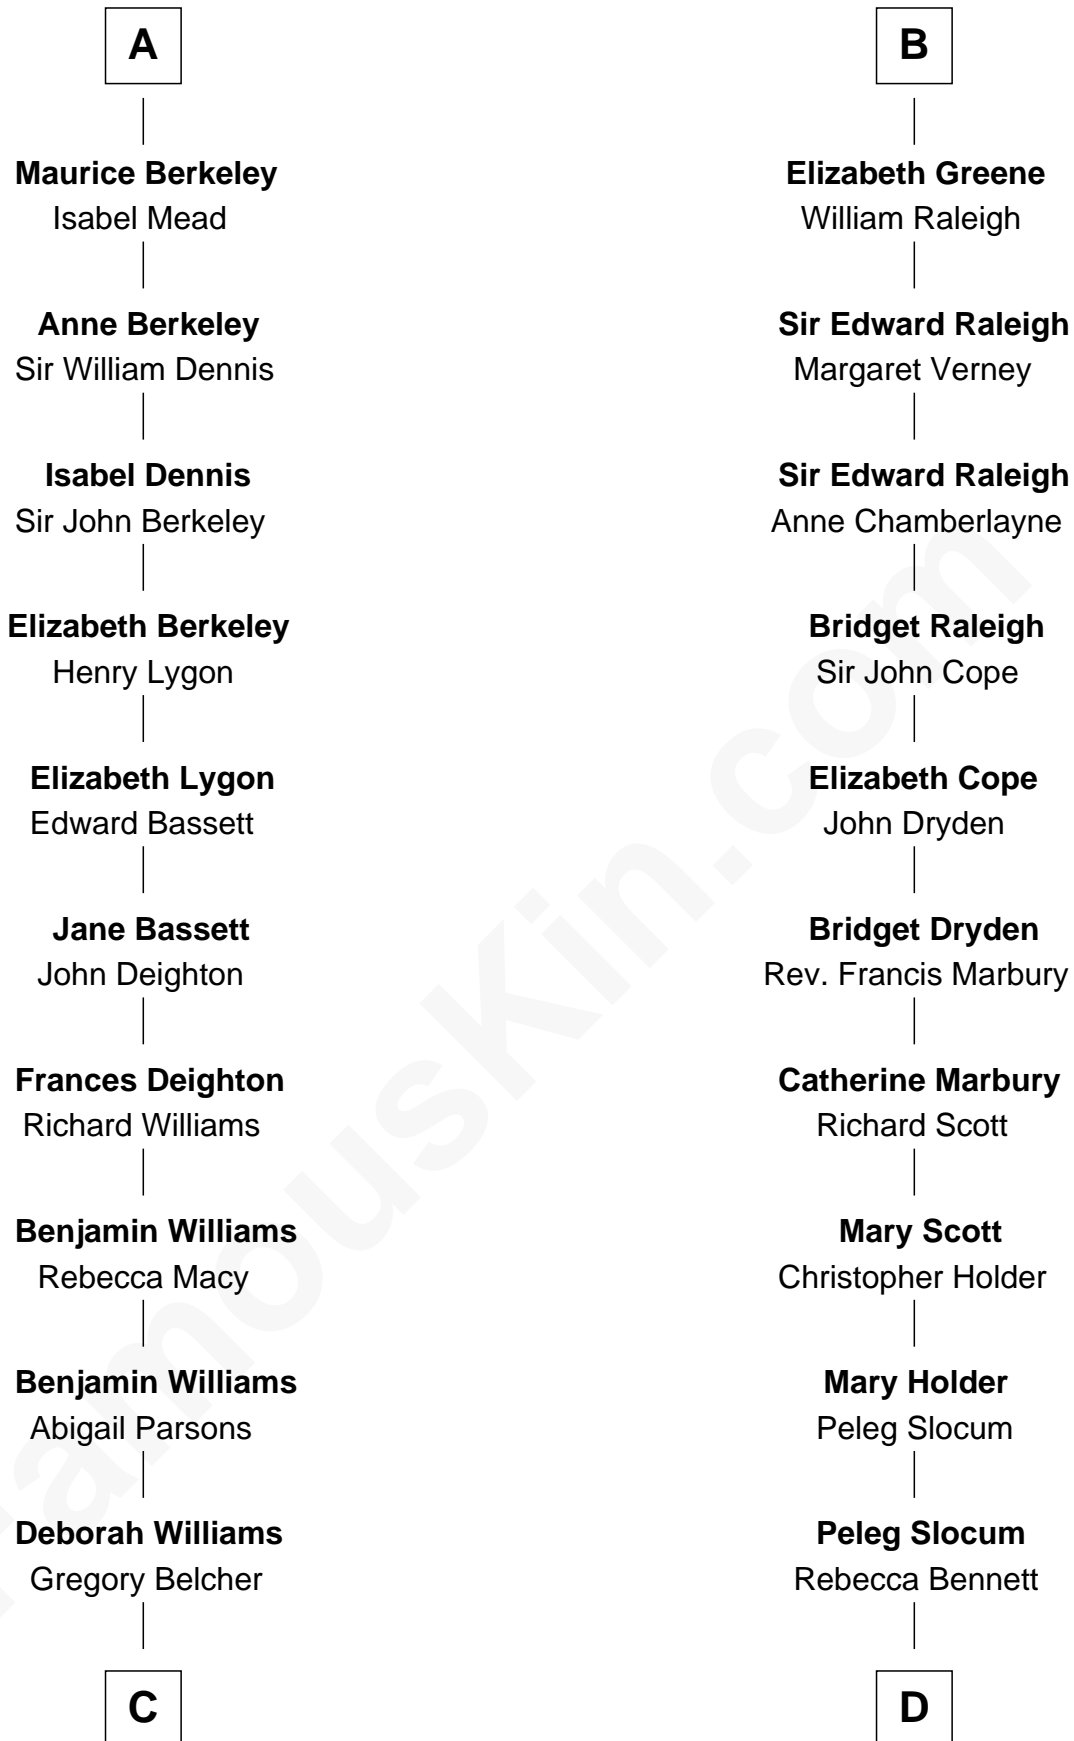 A
Maurice Berkeley
Isabel Mead
Anne Berkeley
Sir William Dennis
Isabel Dennis
Sir John Berkeley
Elizabeth Berkeley
Henry Lygon
Elizabeth Lygon
Edward Bassett
Jane Bassett
John Deighton
Frances Deighton
Richard Williams
Benjamin Williams
Rebecca Macy
Benjamin Williams
Abigail Parsons
Deborah Williams
Gregory Belcher
C
B
Elizabeth Greene
William Raleigh
Sir Edward Raleigh
Margaret Verney
Sir Edward Raleigh
Anne Chamberlayne
Bridget Raleigh
Sir John Cope
Elizabeth Cope
John Dryden
Bridget Dryden
Rev. Francis Marbury
Catherine Marbury
Richard Scott
Mary Scott
Christopher Holder
Mary Holder
Peleg Slocum
Peleg Slocum
Rebecca Bennett
D
FamousKin.com